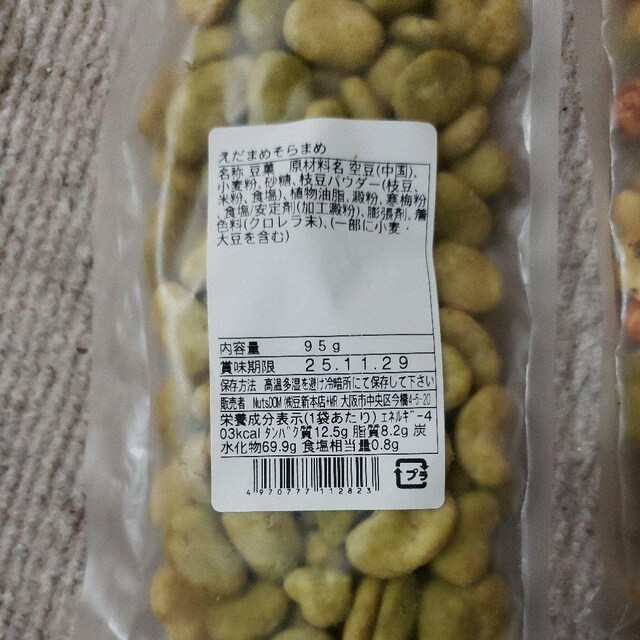 えだまめそらまめ
名称 豆菓　原材料名 空豆(中国)、
小麦粉、砂糖、枝豆パウダー(枝豆、
米粉、食塩)、植物油脂、澱粉、寒梅粉
、食塩/安定剤(加工澱粉)、膨張剤、着
色料(クロレラ末)、(一部に小麦・
大豆を含む)
内容量 95g
賞味期限 25.11.29
保存方法 高温多湿を避け冷暗所にて保存して下さい
販売者 NutsDOM ㈱豆新本店+HR 大阪市中央区今橋4-5-20
栄養成分表示(1袋あたり) エネルギー4
03kcal タンパク質12.5g 脂質8.2g 炭
水化物69.9g 食塩相当量0.8g
4 970777 112823
プラ